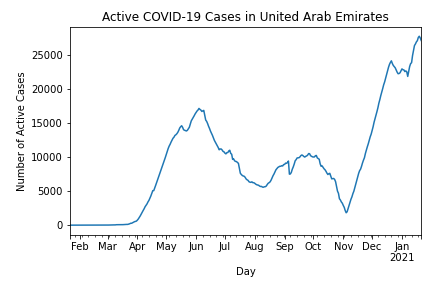 Active COVID-19 Cases in United Arab Emirates
Number of Active Cases
25000
20000
15000
10000
5000
0
Feb Mar Apr May Jun Jul Aug Sep Oct Nov Dec Jan
2021
Day